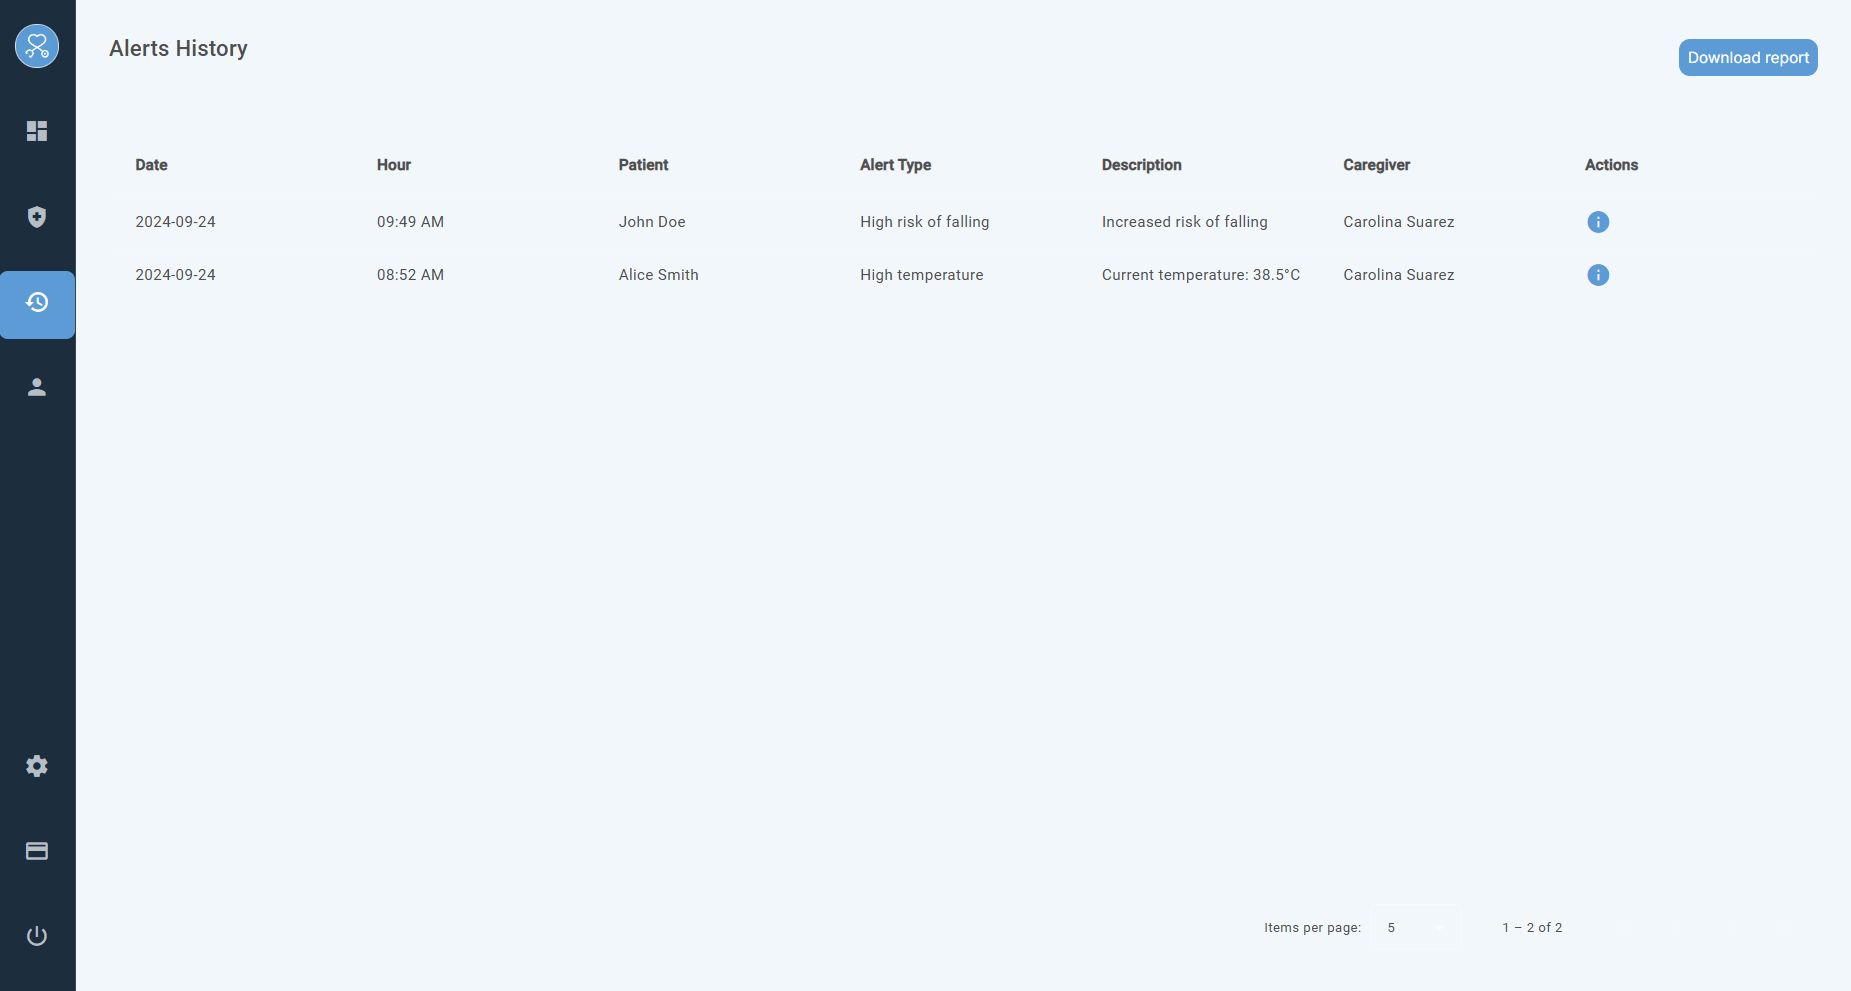 Alerts History
Download report
Date Hour Patient Alert Type Description Caregiver Actions
2024-09-24 09:49 AM John Doe High risk of falling Increased risk of falling Carolina Suarez
2024-09-24 08:52 AM Alice Smith High temperature Current temperature: 38.5°C Carolina Suarez
Items per page: 5 1 – 2 of 2